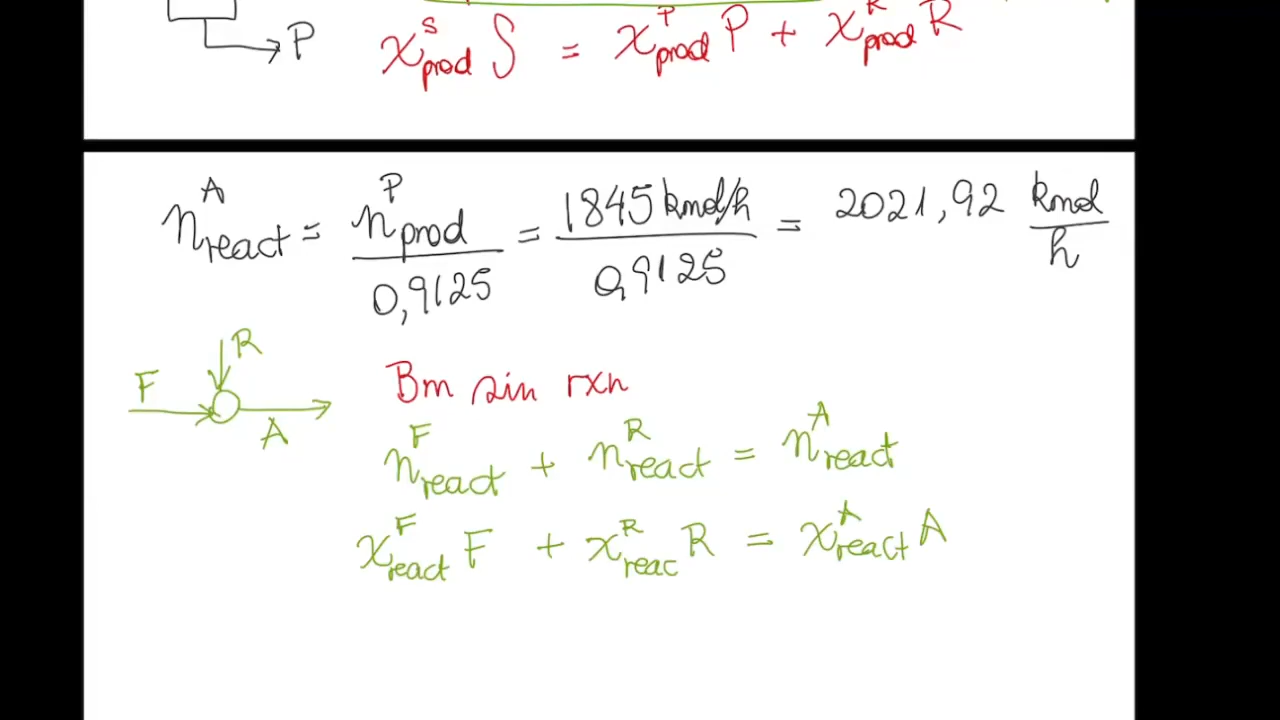 P
x^S_prod S = x^P_prod P + x^R_prod R
n^A_react = n^P_prod / 0,9125 = 1845 kmol/h / 0,9125 = 2021,92 kmol / h
R
F
A
Bm sin rxn
n^F_react + n^R_react = n^A_react
x^F_react F + x^R_reac R = x^A_react A